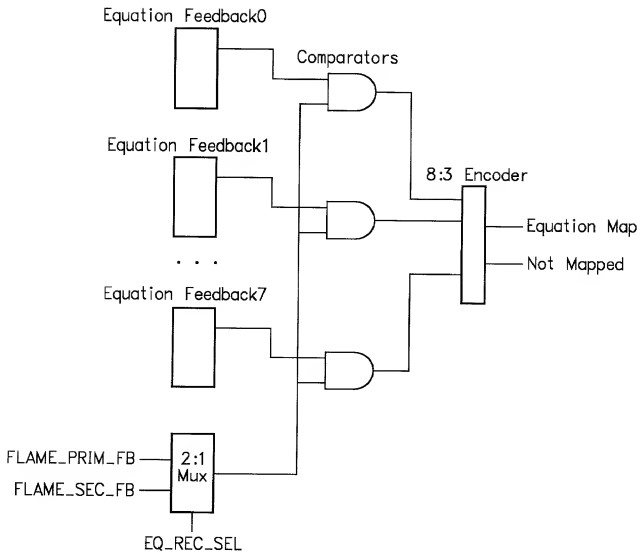 Equation Feedback0
Comparators
Equation Feedback1
8:3 Encoder
Equation Map
Not Mapped
. . .
Equation Feedback7
FLAME_PRIM_FB
2:1
Mux
FLAME_SEC_FB
EQ_REC_SEL